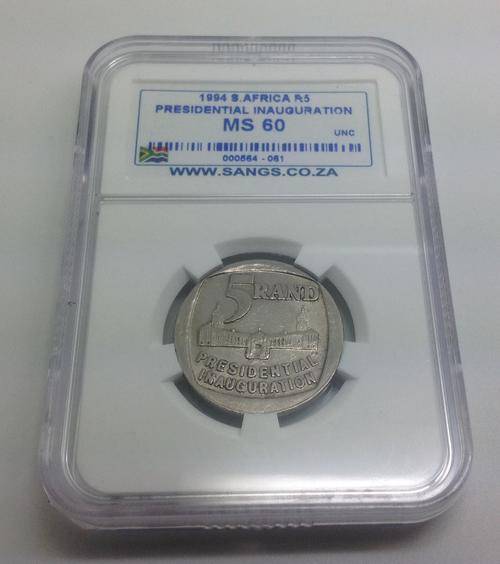 1994 S.AFRICA R5
PRESIDENTIAL INAUGURATION
MS 60
UNC
000564 - 061
WWW.SANGS.CO.ZA
5 RAND
PRESIDENTIAL
INAUGURATION